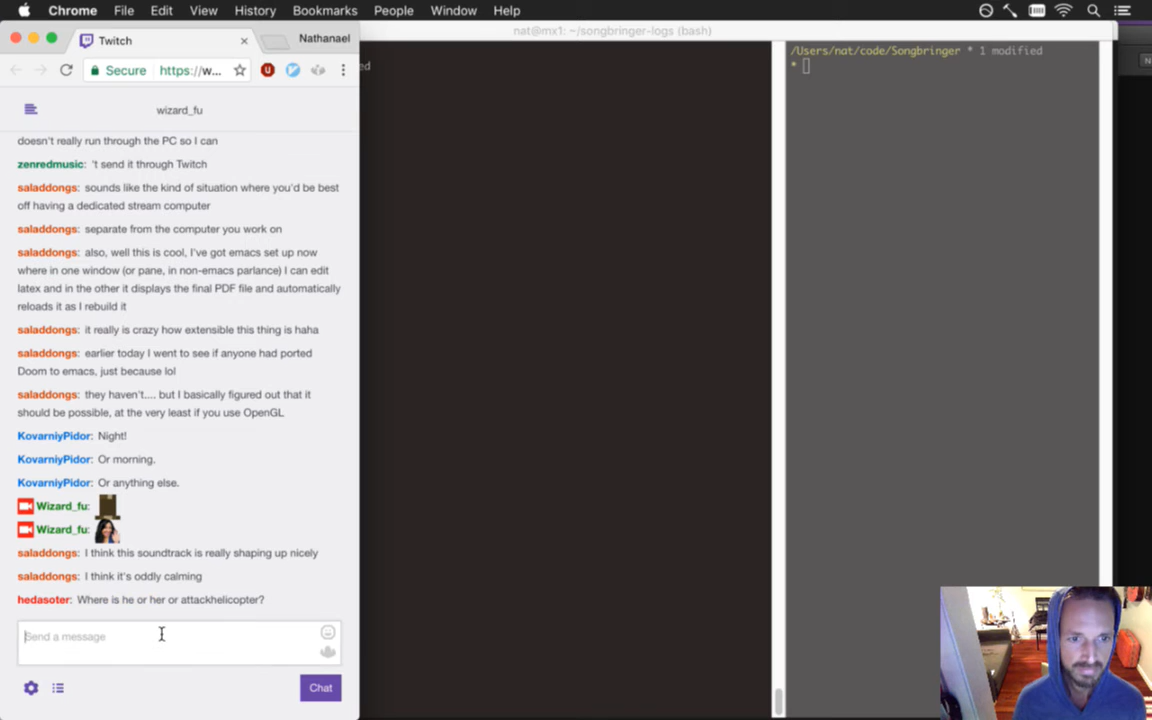 Chrome File Edit View History Bookmarks People Window Help
Twitch
Nathanael
nat@mx1: ~/songbringer-logs (bash)
/Users/nat/code/Songbringer * 1 modified
*
ed
Secure https://w...
wizard_fu
doesn't really run through the PC so I can
zenredmusic: 't send it through Twitch
saladdongs: sounds like the kind of situation where you'd be best
off having a dedicated stream computer
saladdongs: separate from the computer you work on
saladdongs: also, well this is cool, I've got emacs set up now
where in one window (or pane, in non-emacs parlance) I can edit
latex and in the other it displays the final PDF file and automatically
reloads it as I rebuild it
saladdongs: it really is crazy how extensible this thing is haha
saladdongs: earlier today I went to see if anyone had ported
Doom to emacs, just because lol
saladdongs: they haven't.... but I basically figured out that it
should be possible, at the very least if you use OpenGL
KovarniyPidor: Night!
KovarniyPidor: Or morning.
KovarniyPidor: Or anything else.
Wizard_fu:
Wizard_fu:
saladdongs: I think this soundtrack is really shaping up nicely
saladdongs: I think it's oddly calming
hedasoter: Where is he or her or attackhelicopter?
Send a message
Chat
N